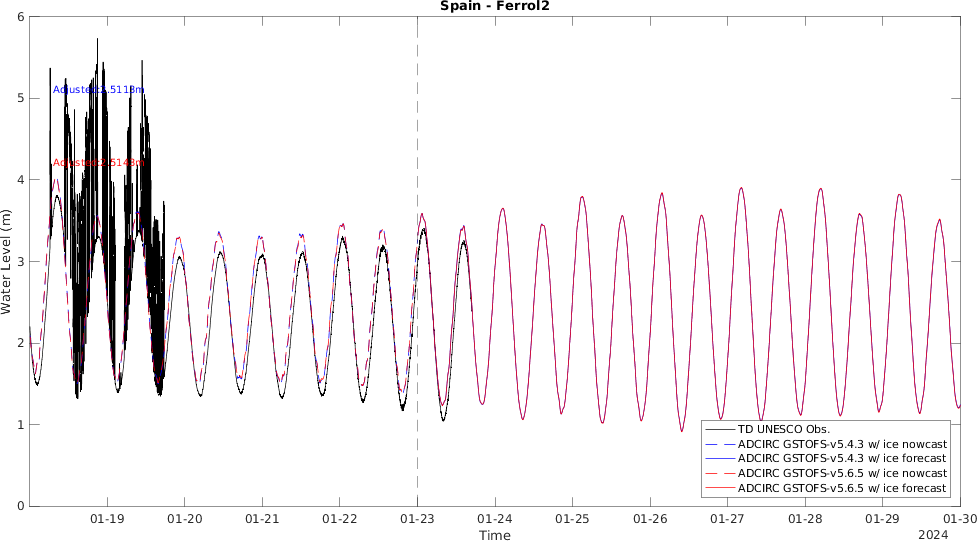 Spain - Ferrol2
Water Level (m)
6
5
4
3
2
1
0
Adjusted:2.5113m
Adjusted:2.5143m
01-19 01-20 01-21 01-22 01-23 01-24 01-25 01-26 01-27 01-28 01-29 01-30
Time
2024
TD UNESCO Obs.
ADCIRC GSTOFS-v5.4.3 w/ ice nowcast
ADCIRC GSTOFS-v5.4.3 w/ ice forecast
ADCIRC GSTOFS-v5.6.5 w/ ice nowcast
ADCIRC GSTOFS-v5.6.5 w/ ice forecast